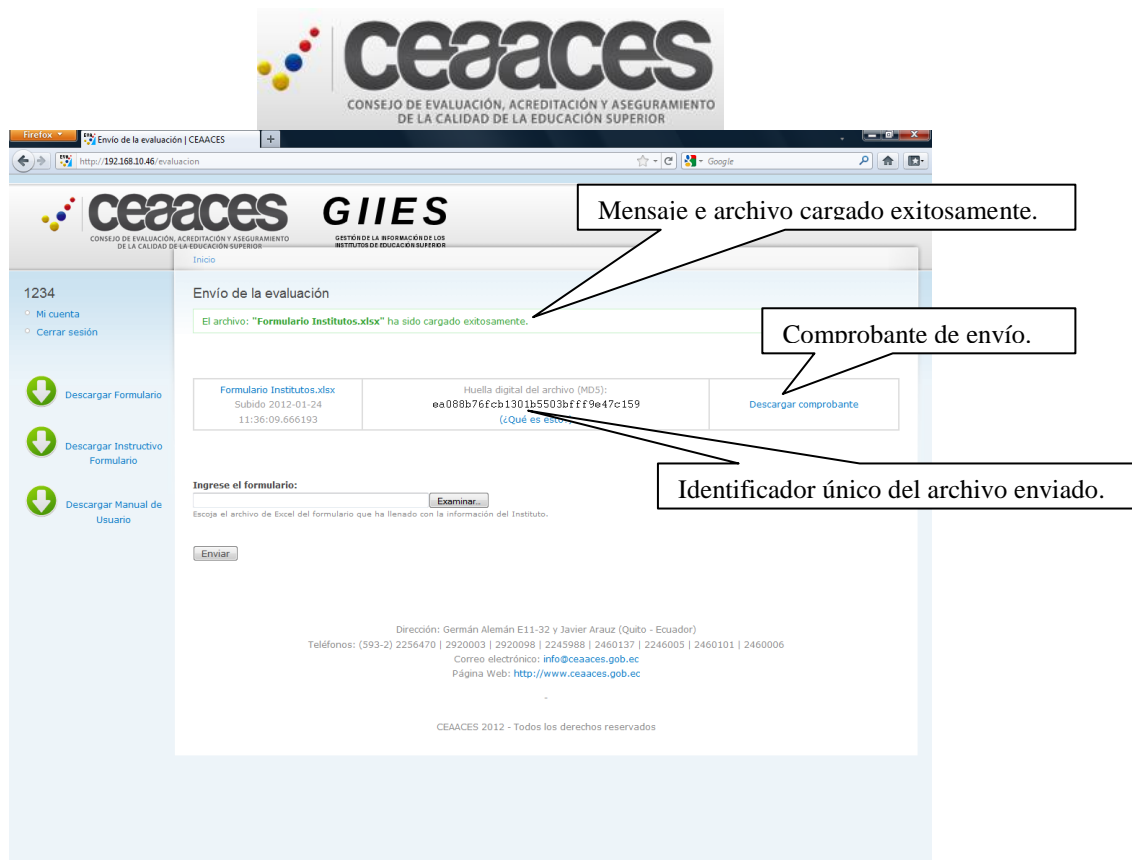 ceaaces
CONSEJO DE EVALUACIÓN, ACREDITACIÓN Y ASEGURAMIENTO
DE LA CALIDAD DE LA EDUCACIÓN SUPERIOR
Firefox
Envío de la evaluación | CEAACES
http://192.168.10.46/evaluacion
Google
ceaaces
CONSEJO DE EVALUACIÓN, ACREDITACIÓN Y ASEGURAMIENTO
DE LA CALIDAD DE LA EDUCACIÓN SUPERIOR
GIIES
GESTIÓN DE LA INFORMACIÓN DE LOS
INSTITUTOS DE EDUCACIÓN SUPERIOR
Mensaje e archivo cargado exitosamente.
Inicio
1234
Mi cuenta
Cerrar sesión
Envío de la evaluación
El archivo: "Formulario Institutos.xlsx" ha sido cargado exitosamente.
Comprobante de envío.
Descargar Formulario
Descargar Instructivo
Formulario
Descargar Manual de
Usuario
Formulario Institutos.xlsx
Subido 2012-01-24
11:36:09.666193
Huella digital del archivo (MD5):
ea088b76fcb1301b5503bfff9e47c159
(¿Qué es esto?)
Descargar comprobante
Identificador único del archivo enviado.
Ingrese el formulario:
Examinar...
Escoja el archivo de Excel del formulario que ha llenado con la información del Instituto.
Enviar
Dirección: Germán Alemán E11-32 y Javier Arauz (Quito - Ecuador)
Teléfonos: (593-2) 2256470 | 2920003 | 2920098 | 2245988 | 2460137 | 2246005 | 2460101 | 2460006
Correo electrónico: info@ceaaces.gob.ec
Página Web: http://www.ceaaces.gob.ec
-
CEAACES 2012 - Todos los derechos reservados